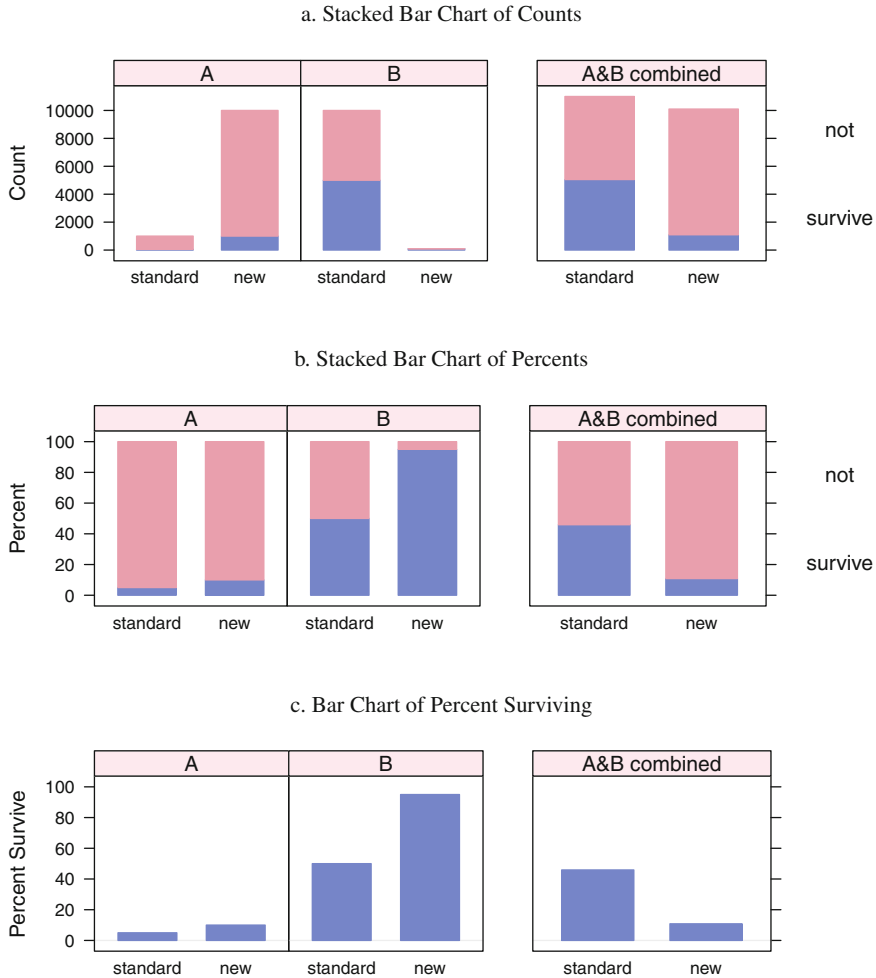 a. Stacked Bar Chart of Counts
A B A&B combined
Count
10000
8000
6000
4000
2000
0
not
survive
standard new standard new standard new
b. Stacked Bar Chart of Percents
A B A&B combined
Percent
100
80
60
40
20
0
not
survive
standard new standard new standard new
c. Bar Chart of Percent Surviving
A B A&B combined
Percent Survive
100
80
60
40
20
0
standard new standard new standard new